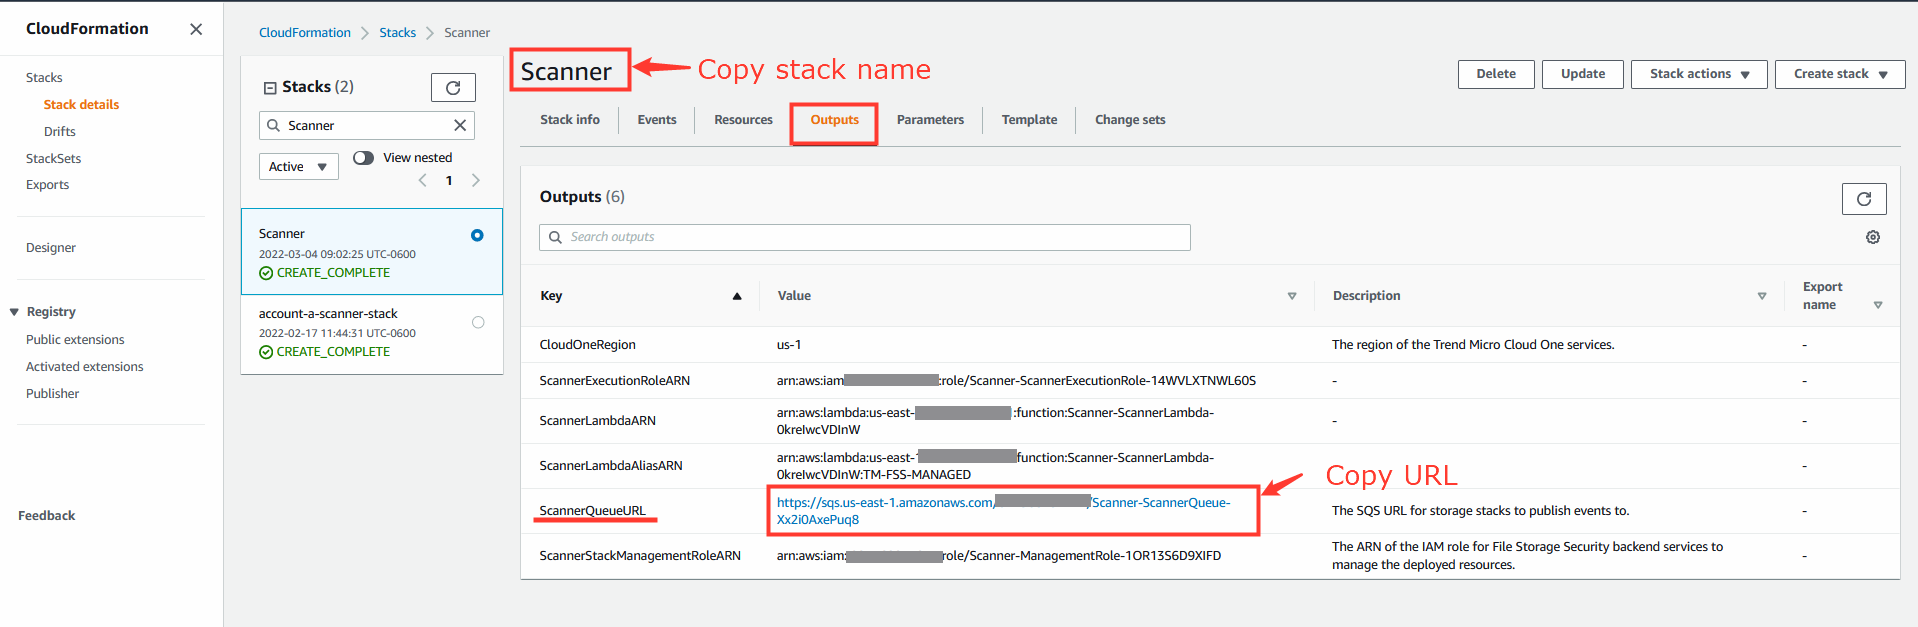 CloudFormation
Stacks
Stack details
Drifts
StackSets
Exports
Designer
Registry
Public extensions
Activated extensions
Publisher
Feedback
CloudFormation
Stacks
Scanner
Stacks (2)
Scanner
Active
View nested
1
Scanner
2022-03-04 09:02:25 UTC-0600
CREATE_COMPLETE
account-a-scanner-stack
2022-02-17 11:44:31 UTC-0600
CREATE_COMPLETE
Scanner
Copy stack name
Delete
Update
Stack actions
Create stack
Stack info
Events
Resources
Outputs
Parameters
Template
Change sets
Outputs (6)
Search outputs
Key
Value
Description
Export
name
CloudOneRegion
us-1
The region of the Trend Micro Cloud One services.
-
ScannerExecutionRoleARN
arn:aws:iam :role/Scanner-ScannerExecutionRole-14WVLXTNWL60S
-
-
ScannerLambdaARN
arn:aws:lambda:us-east- :function:Scanner-ScannerLambda-
0kreIwcVDInW
-
-
ScannerLambdaAliasARN
arn:aws:lambda:us-east- function:Scanner-ScannerLambda-
0kreIwcVDInW:TM-FSS-MANAGED
-
Copy URL
ScannerQueueURL
https://sqs.us-east-1.amazonaws.com/ /Scanner-ScannerQueue-
Xx2i0AxePuq8
The SQS URL for storage stacks to publish events to.
-
ScannerStackManagementRoleARN
arn:aws:iam: role/Scanner-ManagementRole-1OR13S6D9XIFD
The ARN of the IAM role for File Storage Security backend services to
manage the deployed resources.
-